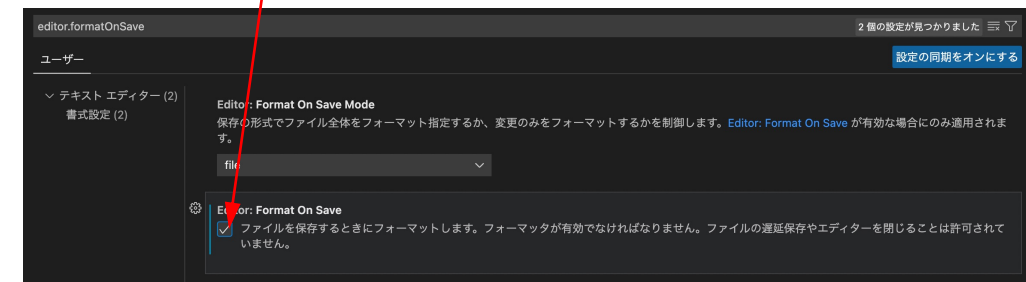 editor.formatOnSave
2 個の設定が見つかりました
ユーザー
設定の同期をオンにする
テキスト エディター (2)
書式設定 (2)
Editor: Format On Save Mode
保存の形式でファイル全体をフォーマット指定するか、変更のみをフォーマットするかを制御します。Editor: Format On Save が有効な場合にのみ適用されま
す。
file
Editor: Format On Save
ファイルを保存するときにフォーマットします。フォーマッタが有効でなければなりません。ファイルの遅延保存やエディターを閉じることは許可されて
いません。